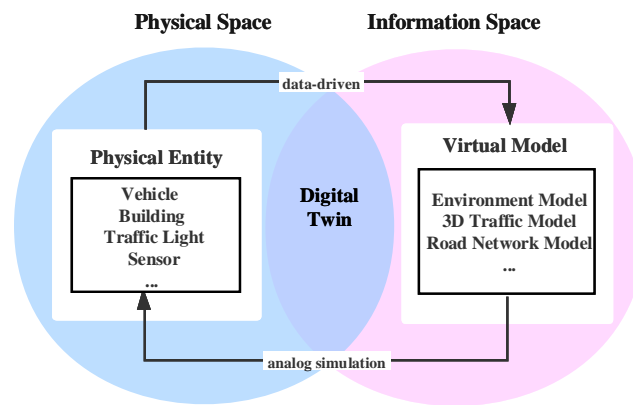 Physical Space
Information Space
data-driven
Physical Entity
Vehicle
Building
Traffic Light
Sensor
...
Digital
Twin
Virtual Model
Environment Model
3D Traffic Model
Road Network Model
...
analog simulation